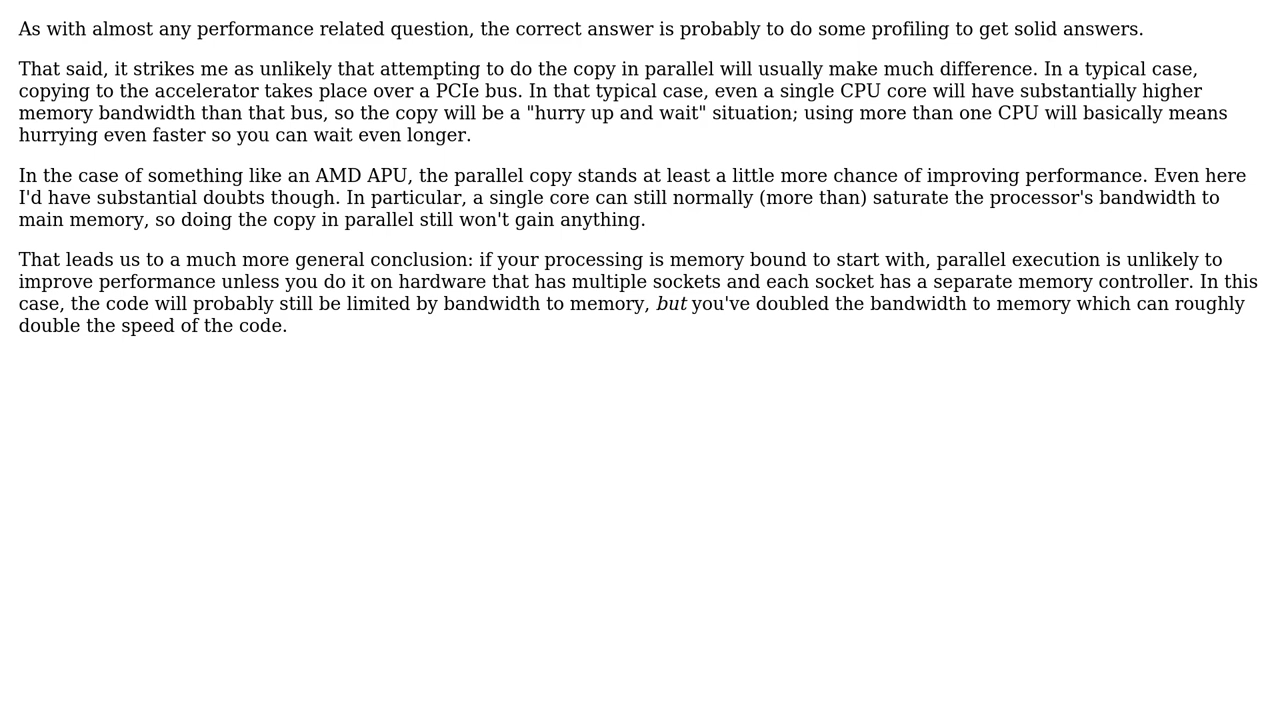 As with almost any performance related question, the correct answer is probably to do some profiling to get solid answers.
That said, it strikes me as unlikely that attempting to do the copy in parallel will usually make much difference. In a typical case,
copying to the accelerator takes place over a PCIe bus. In that typical case, even a single CPU core will have substantially higher
memory bandwidth than that bus, so the copy will be a "hurry up and wait" situation; using more than one CPU will basically means
hurrying even faster so you can wait even longer.
In the case of something like an AMD APU, the parallel copy stands at least a little more chance of improving performance. Even here
I'd have substantial doubts though. In particular, a single core can still normally (more than) saturate the processor's bandwidth to
main memory, so doing the copy in parallel still won't gain anything.
That leads us to a much more general conclusion: if your processing is memory bound to start with, parallel execution is unlikely to
improve performance unless you do it on hardware that has multiple sockets and each socket has a separate memory controller. In this
case, the code will probably still be limited by bandwidth to memory, but you've doubled the bandwidth to memory which can roughly
double the speed of the code.